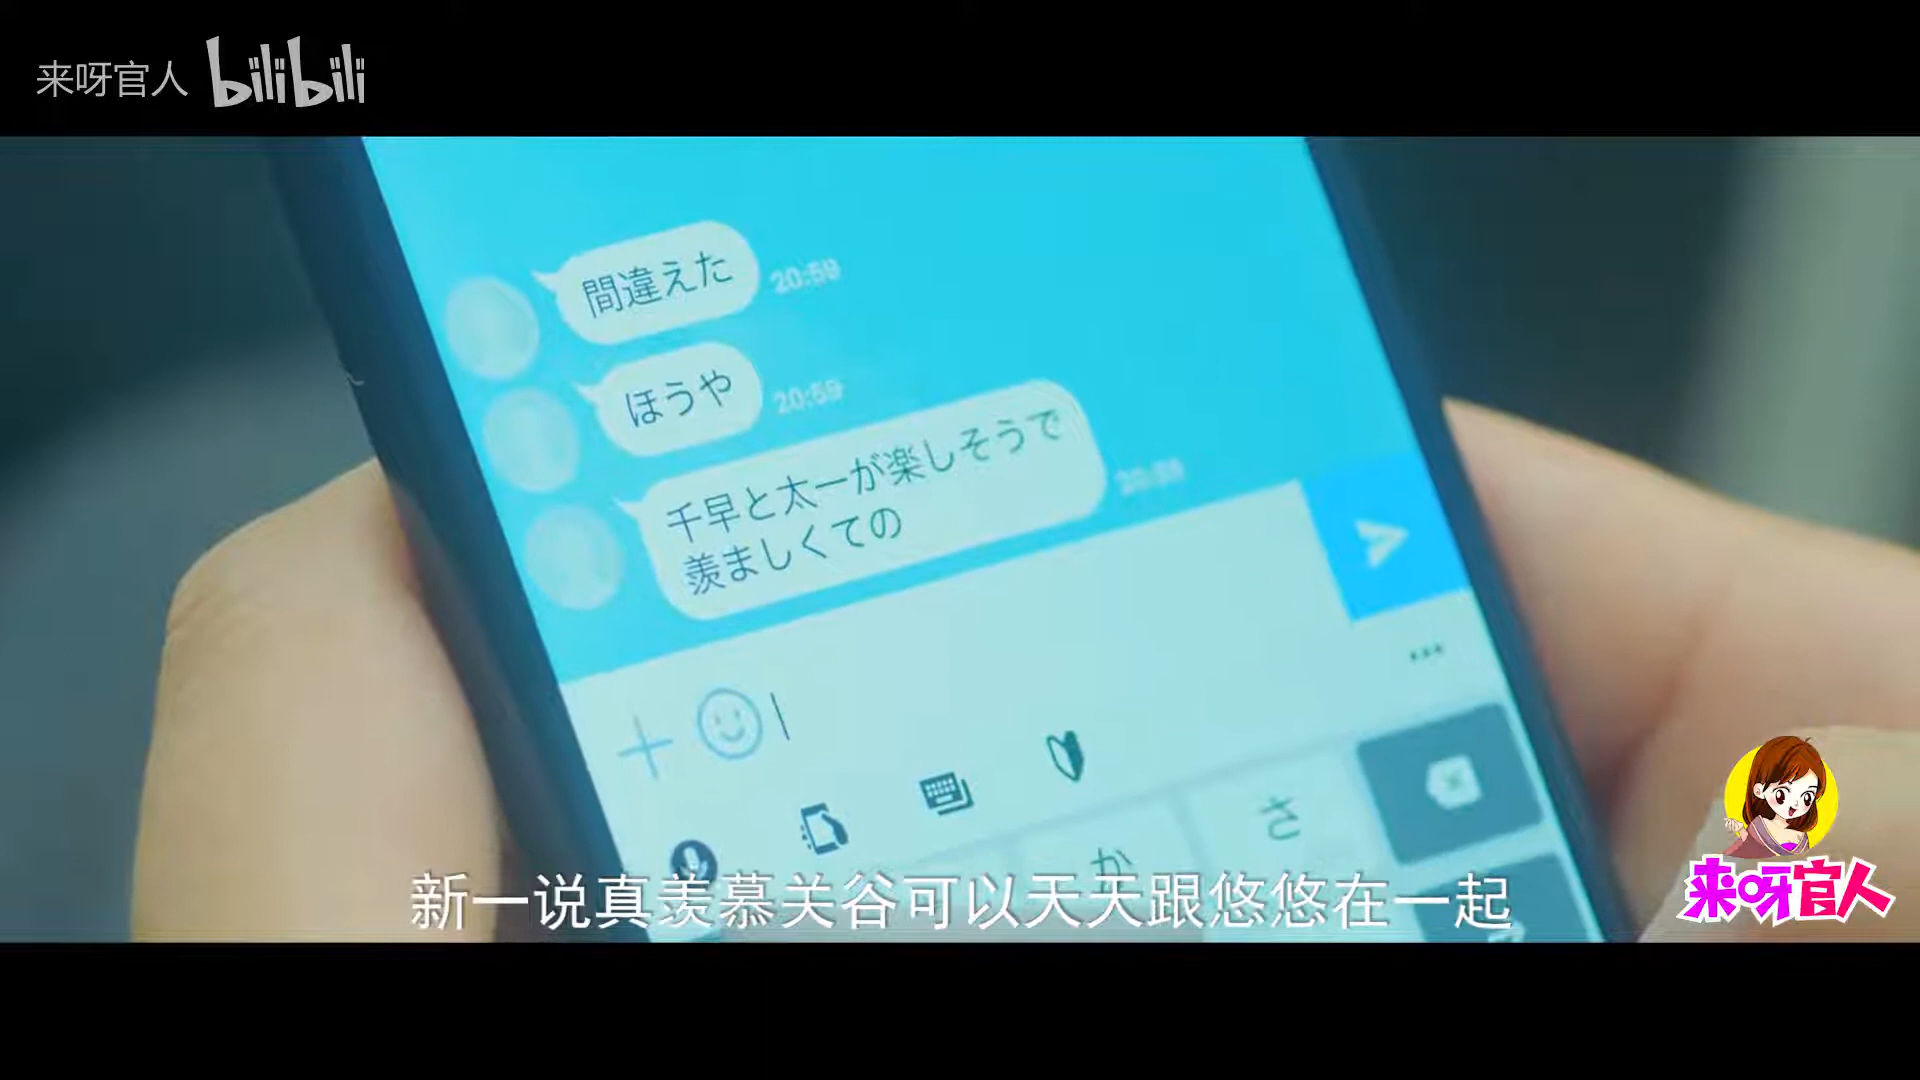 来呀官人 bilibili
間違えた
20:59
ほうや
20:59
千早と太一が楽しそうで
羨ましくての
さ
か
新一说真羡慕关谷可以天天跟悠悠在一起
来呀官人